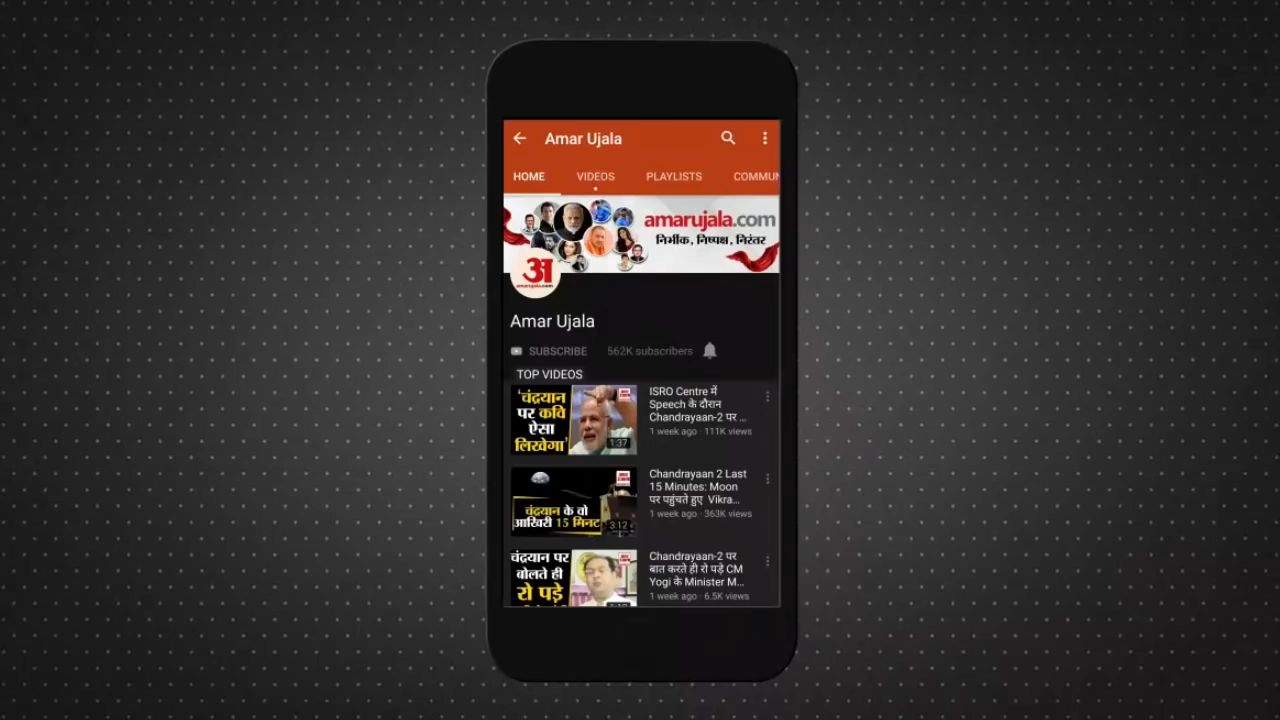 Amar Ujala
HOME VIDEOS PLAYLISTS COMMUN
amarujala.com
निर्भीक, निष्पक्ष, निरंतर
अ
amarujala.com
Amar Ujala
SUBSCRIBE 562K subscribers
TOP VIDEOS
'चंद्रयान
पर कवि
ऐसा
लिखेगा'
1:37
ISRO Centre में
Speech के दौरान
Chandrayaan-2 पर ...
1 week ago · 111K views
चंद्रयान के वो
आखिरी 15 मिनट
3:12
Chandrayaan 2 Last
15 Minutes: Moon
पर पहुंचते हुए Vikra...
1 week ago · 363K views
चंद्रयान पर
बोलते ही
रो पड़े
Chandrayaan-2 पर
बात करते ही रो पड़े CM
Yogi के Minister M...
1 week ago · 6.5K views